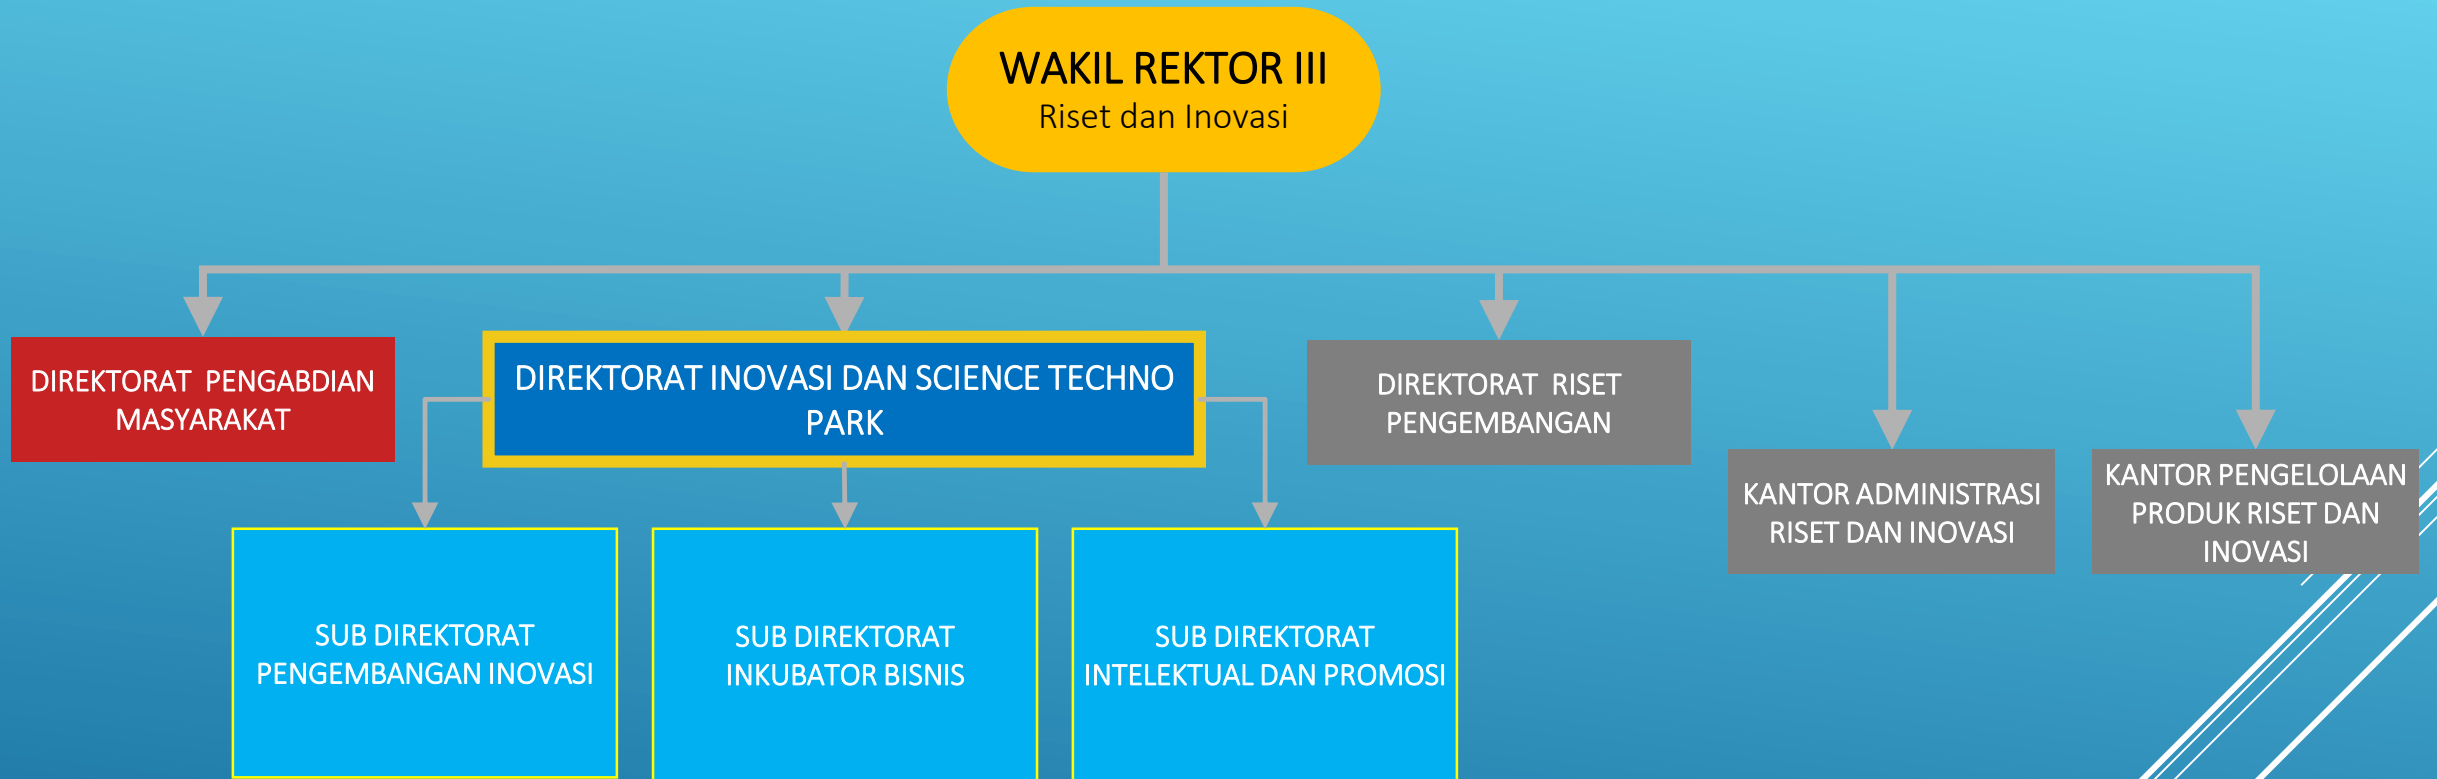 WAKIL REKTOR III
Riset dan Inovasi
DIREKTORAT PENGABDIAN
MASYARAKAT
DIREKTORAT INOVASI DAN SCIENCE TECHNO
PARK
DIREKTORAT RISET
PENGEMBANGAN
KANTOR ADMINISTRASI
RISET DAN INOVASI
KANTOR PENGELOLAAN
PRODUK RISET DAN
INOVASI
SUB DIREKTORAT
PENGEMBANGAN INOVASI
SUB DIREKTORAT
INKUBATOR BISNIS
SUB DIREKTORAT
INTELEKTUAL DAN PROMOSI